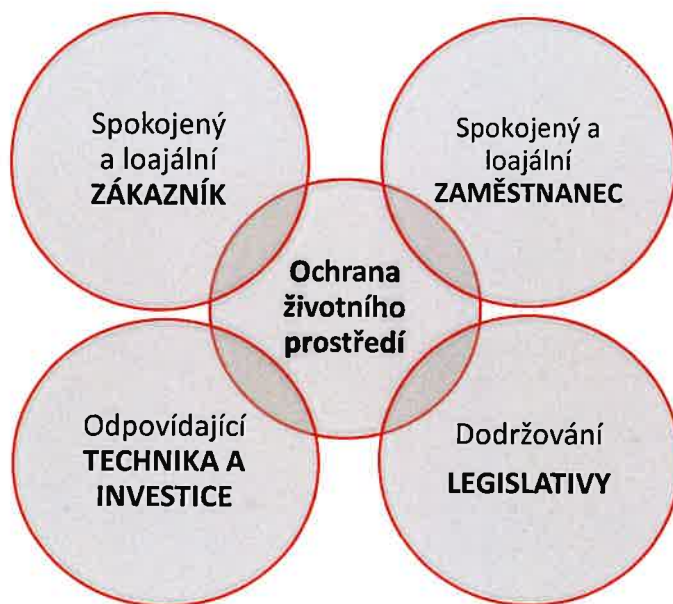 Spokojený
a loajální
ZÁKAZNÍK
Spokojený a
loajální
ZAMĚSTNANEC
Ochrana
životního
prostředí
Odpovídající
TECHNIKA A
INVESTICE
Dodržování
LEGISLATIVY